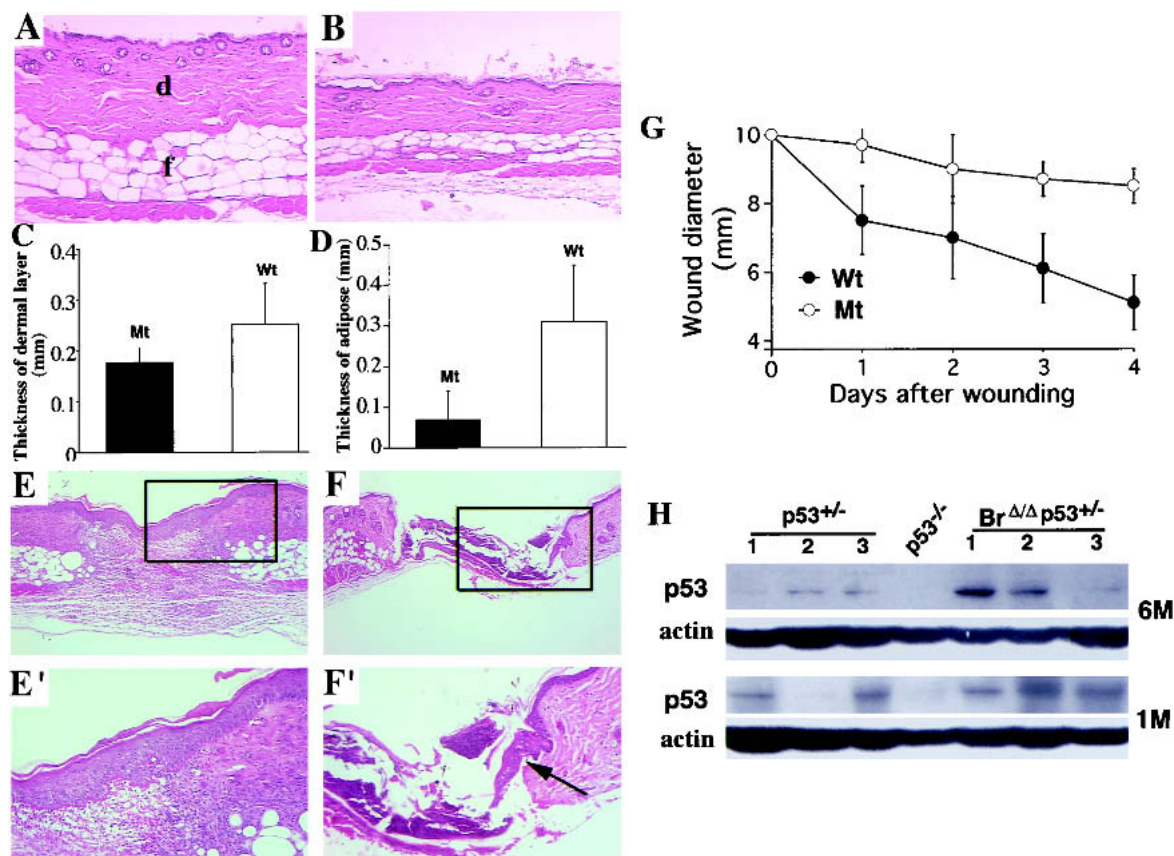 A
d
f
B
C
Thickness of dermal layer
(mm)
0.4
0.3
0.2
0.1
0
Mt
Wt
D
Thickness of adipose (mm)
0.5
0.4
0.3
0.2
0.1
0
Mt
Wt
E
F
E'
F'
G
Wound diameter
(mm)
10
8
6
4
Wt
Mt
0 1 2 3 4
Days after wounding
H
p53+/-
p53-/-
Br Δ/Δ p53+/-
1 2 3 1 2 3
p53
actin
6M
p53
actin
1M